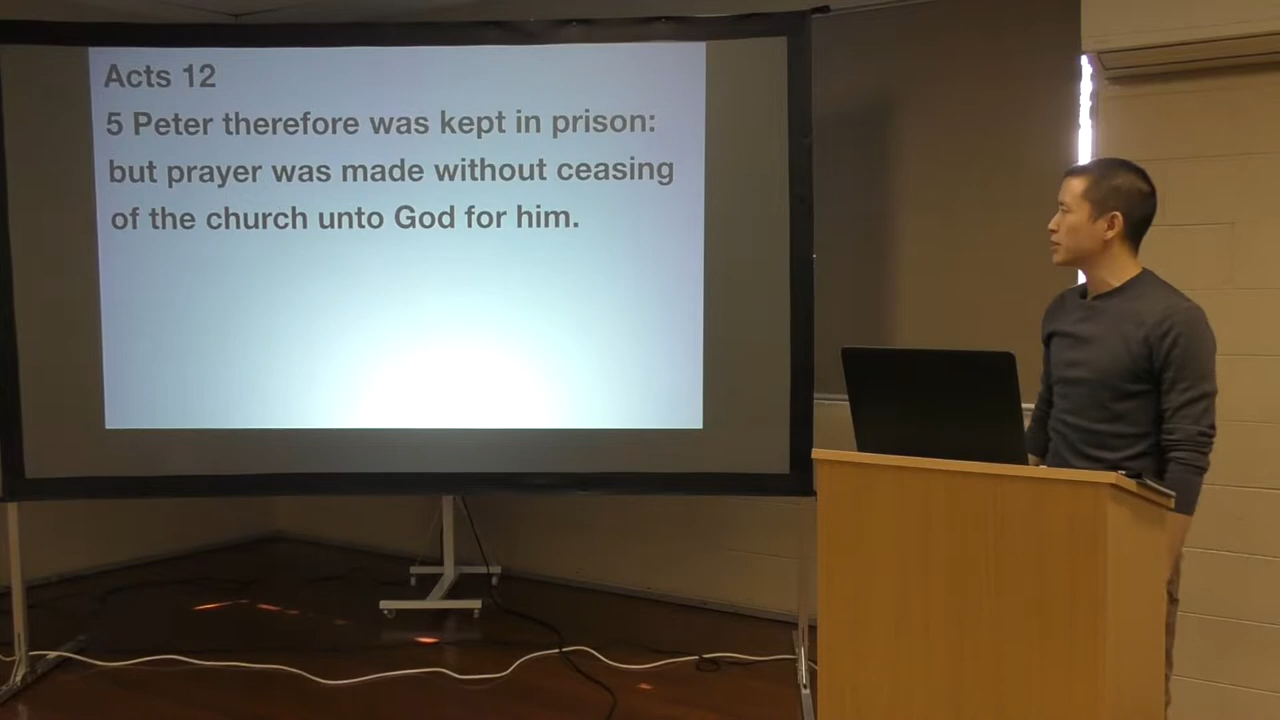 Acts 12
5 Peter therefore was kept in prison:
but prayer was made without ceasing
of the church unto God for him.